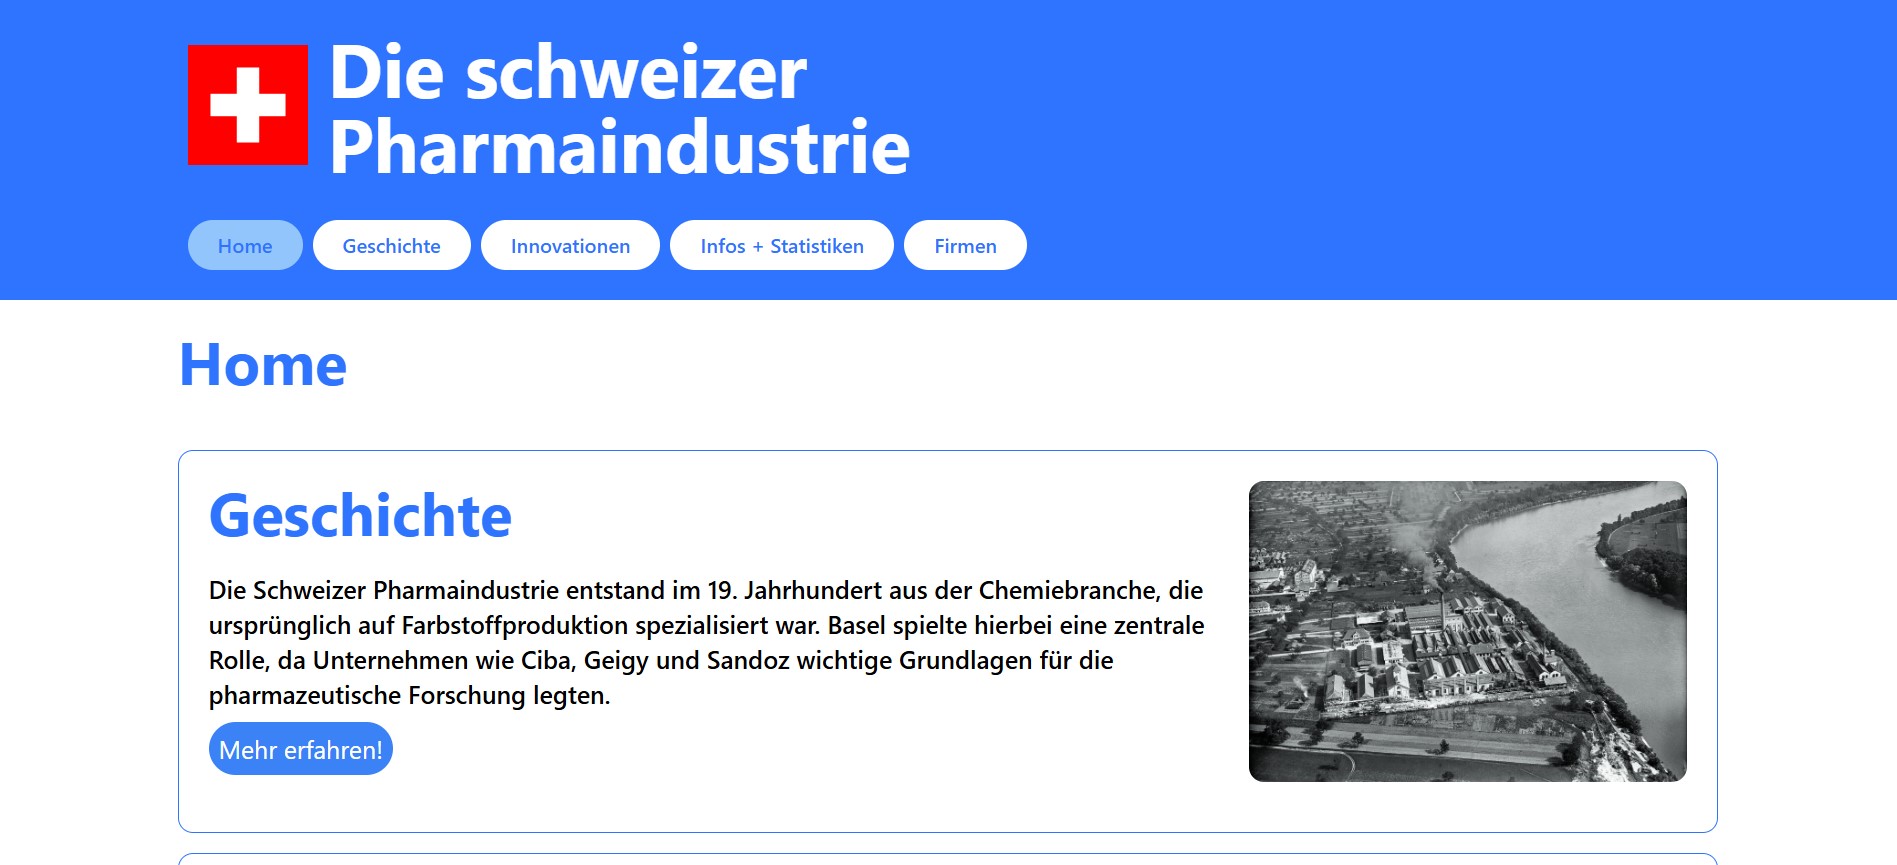 Die schweizer
Pharmaindustrie
Home
Geschichte
Innovationen
Infos + Statistiken
Firmen
Home
Geschichte
Die Schweizer Pharmaindustrie entstand im 19. Jahrhundert aus der Chemiebranche, die
ursprünglich auf Farbstoffproduktion spezialisiert war. Basel spielte hierbei eine zentrale
Rolle, da Unternehmen wie Ciba, Geigy und Sandoz wichtige Grundlagen für die
pharmazeutische Forschung legten.
Mehr erfahren!